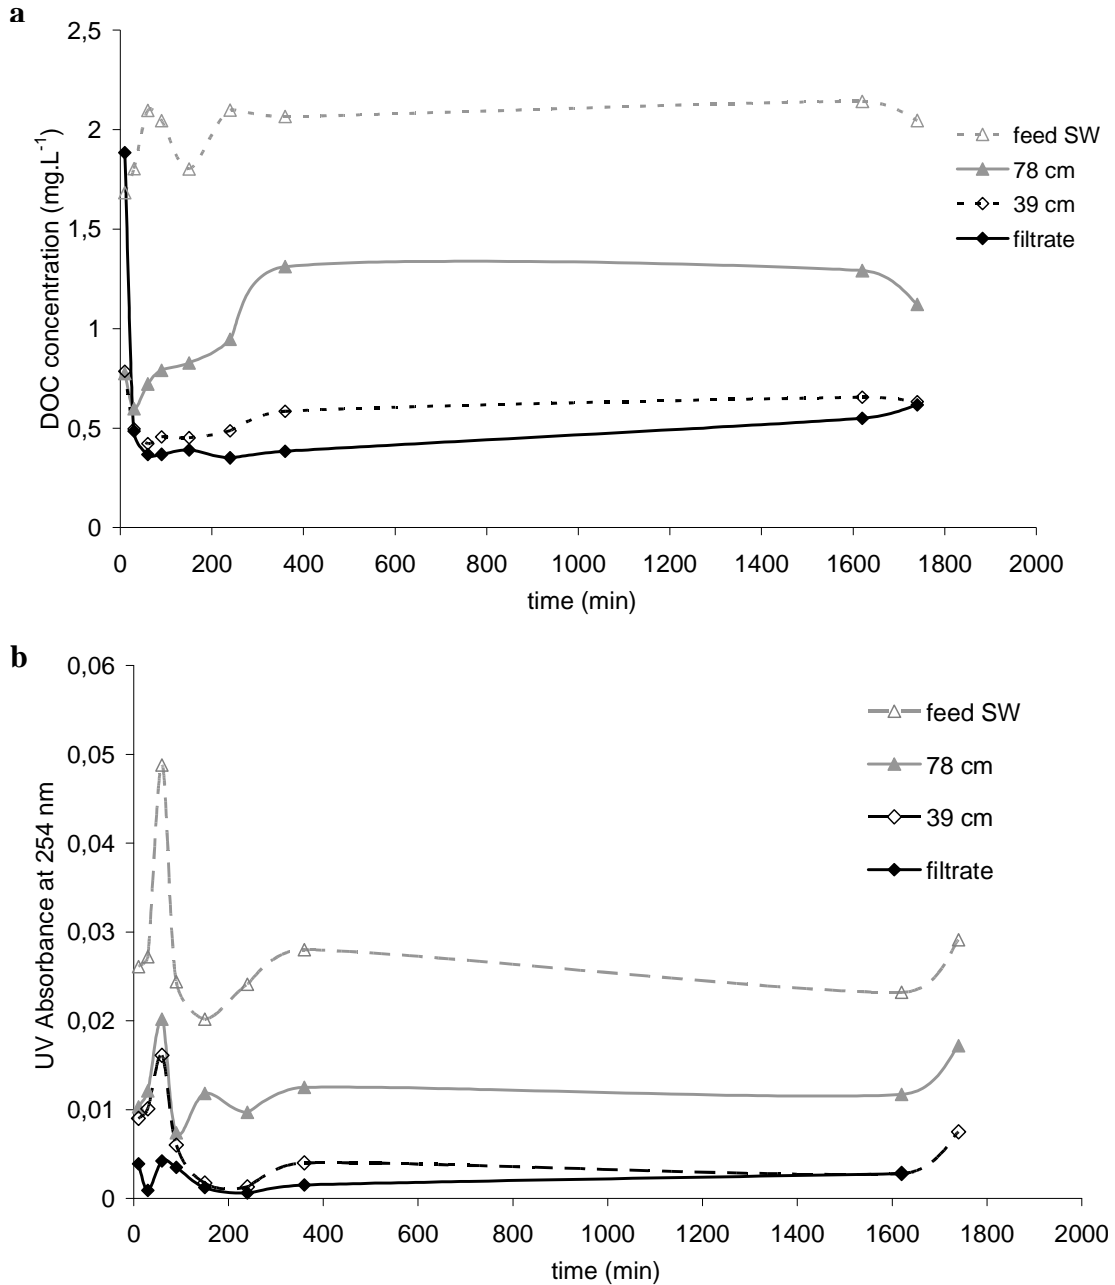 a
2,5
2
1,5
1
0,5
0
DOC concentration (mg.L⁻¹)
0 200 400 600 800 1000 1200 1400 1600 1800 2000
time (min)
feed SW
78 cm
39 cm
filtrate
b
0,06
0,05
0,04
0,03
0,02
0,01
0
UV Absorbance at 254 nm
0 200 400 600 800 1000 1200 1400 1600 1800 2000
time (min)
feed SW
78 cm
39 cm
filtrate